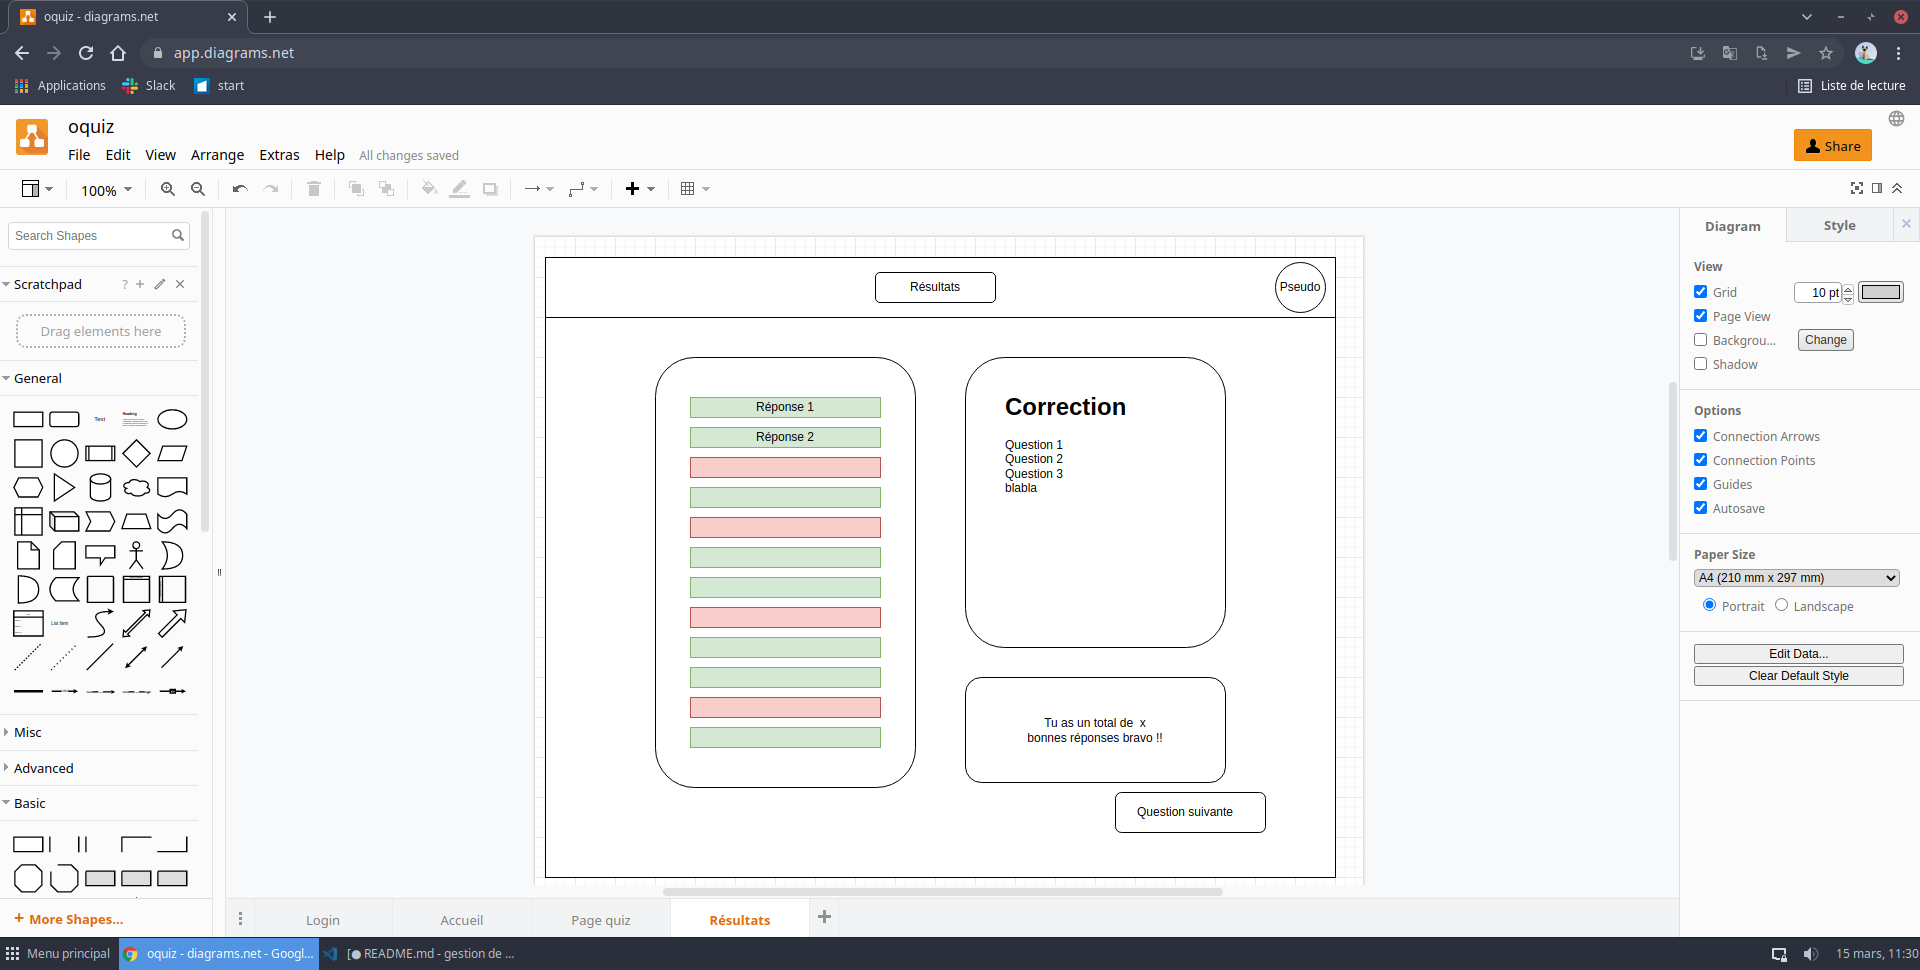 oquiz - diagrams.net
app.diagrams.net
Applications
Slack
start
Liste de lecture
oquiz
File
Edit
View
Arrange
Extras
Help
All changes saved
Share
100%
Search Shapes
Scratchpad
?
Drag elements here
General
Text
Heading
List Item
Misc
Advanced
Basic
+ More Shapes...
Résultats
Pseudo
Réponse 1
Réponse 2
Correction
Question 1
Question 2
Question 3
blabla
Tu as un total de x
bonnes réponses bravo !!
Question suivante
Login
Accueil
Page quiz
Résultats
Diagram
Style
View
Grid
10 pt
Page View
Backgrou...
Change
Shadow
Options
Connection Arrows
Connection Points
Guides
Autosave
Paper Size
A4 (210 mm x 297 mm)
Portrait
Landscape
Edit Data...
Clear Default Style
Menu principal
oquiz - diagrams.net - Googl...
[● README.md - gestion de ...
15 mars, 11:30